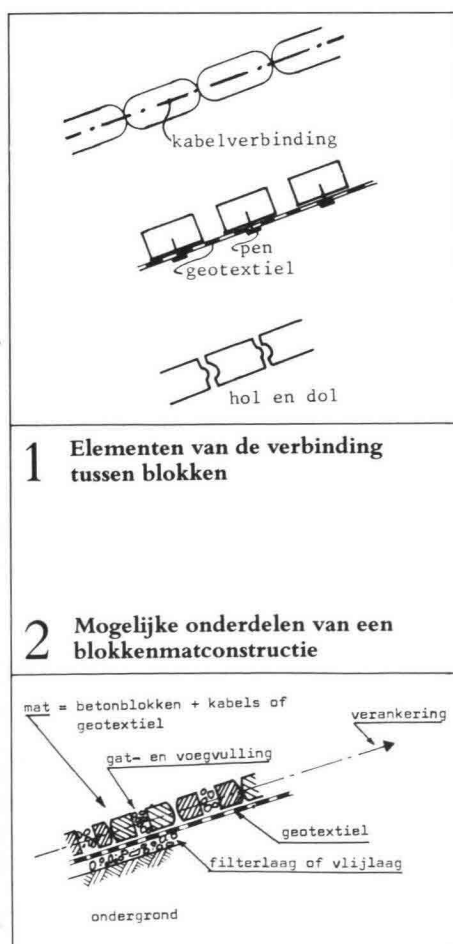 kabelverbinding
pen
geotextiel
hol en dol
1 Elementen van de verbinding
tussen blokken
2 Mogelijke onderdelen van een
blokkenmatconstructie
mat = betonblokken + kabels of
geotextiel
verankering
gat- en voegvulling
geotextiel
filterlaag of vlijlaag
ondergrond